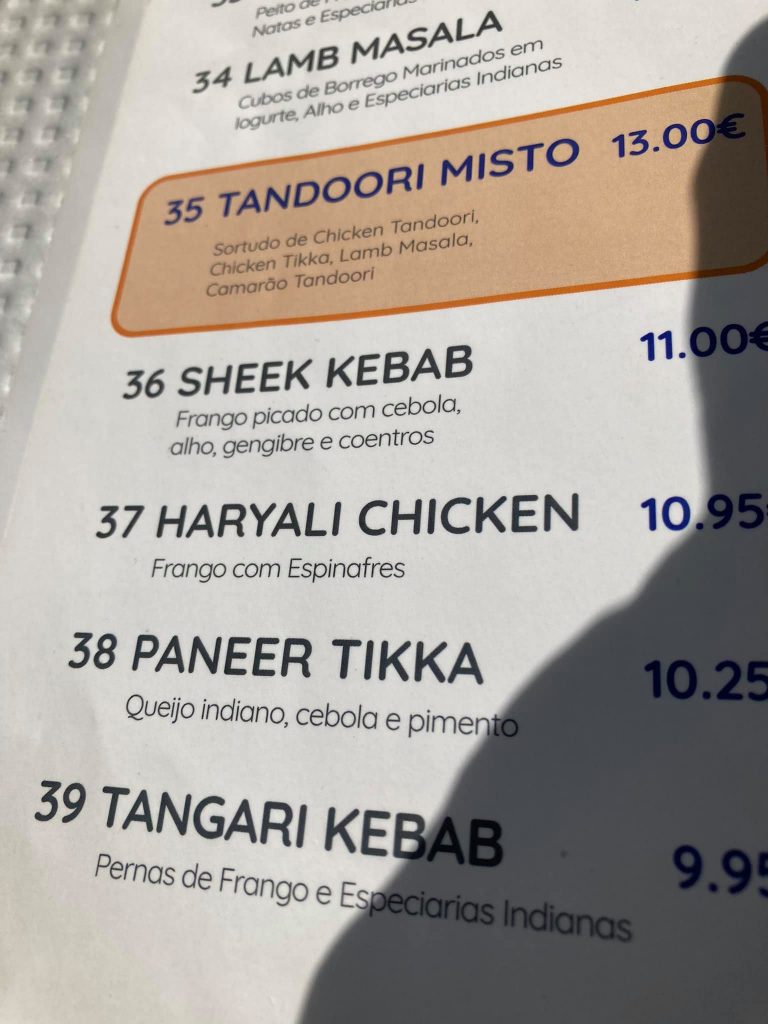 Peito de
Natas e Especiarias
34 LAMB MASALA
Cubos de Borrego Marinados em
Iogurte, Alho e Especiarias Indianas
35 TANDOORI MISTO 13.00€
Sortudo de Chicken Tandoori,
Chicken Tikka, Lamb Masala,
Camarão Tandoori
36 SHEEK KEBAB 11.00€
Frango picado com cebola,
alho, gengibre e coentros
37 HARYALI CHICKEN 10.95€
Frango com Espinafres
38 PANEER TIKKA 10.25
Queijo indiano, cebola e pimento
39 TANGARI KEBAB 9.95
Pernas de Frango e Especiarias Indianas